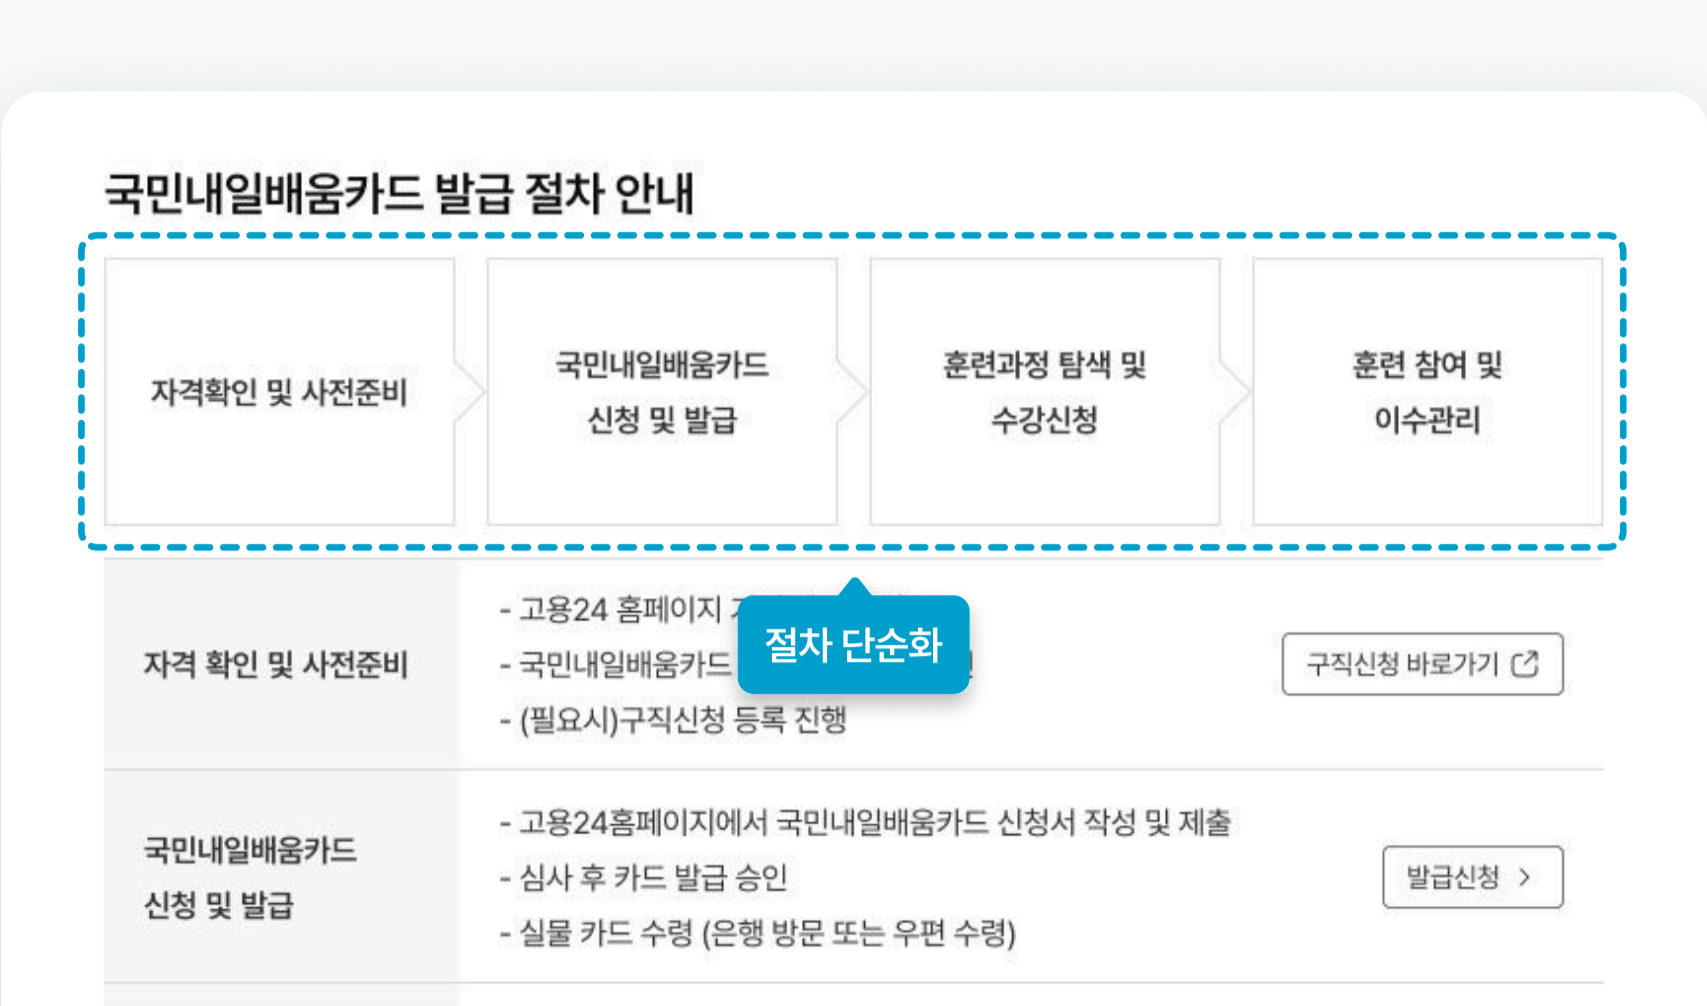 국민내일배움카드 발급 절차 안내
자격확인 및 사전준비
국민내일배움카드
신청 및 발급
훈련과정 탐색 및
수강신청
훈련 참여 및
이수관리
절차 단순화
자격 확인 및 사전준비
- 고용24 홈페이지
- 국민내일배움카드
- (필요시)구직신청 등록 진행
구직신청 바로가기
국민내일배움카드
신청 및 발급
- 고용24홈페이지에서 국민내일배움카드 신청서 작성 및 제출
- 심사 후 카드 발급 승인
- 실물 카드 수령 (은행 방문 또는 우편 수령)
발급신청